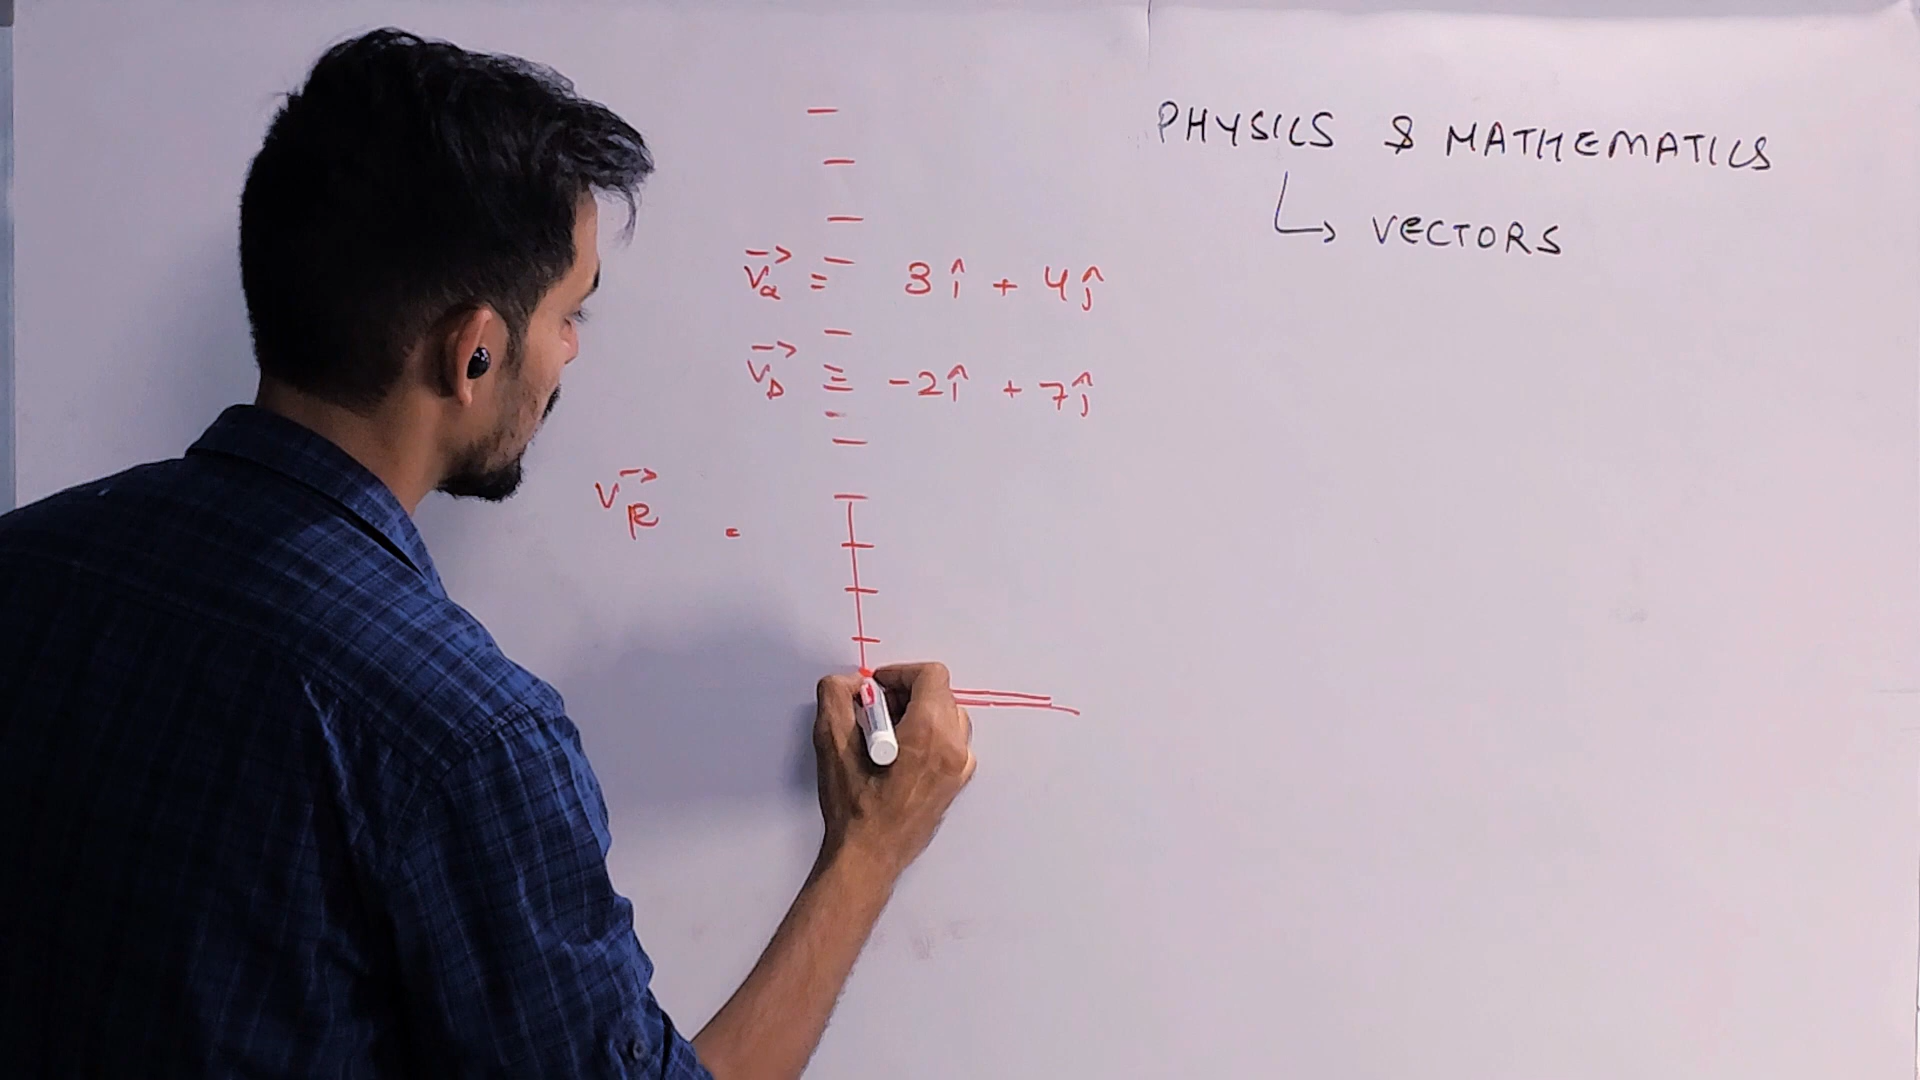 PHYSICS & MATHEMATICS
↳ VECTORS
V⃗a = 3î + 4ĵ
V⃗b = -2î + 7ĵ
V⃗R =